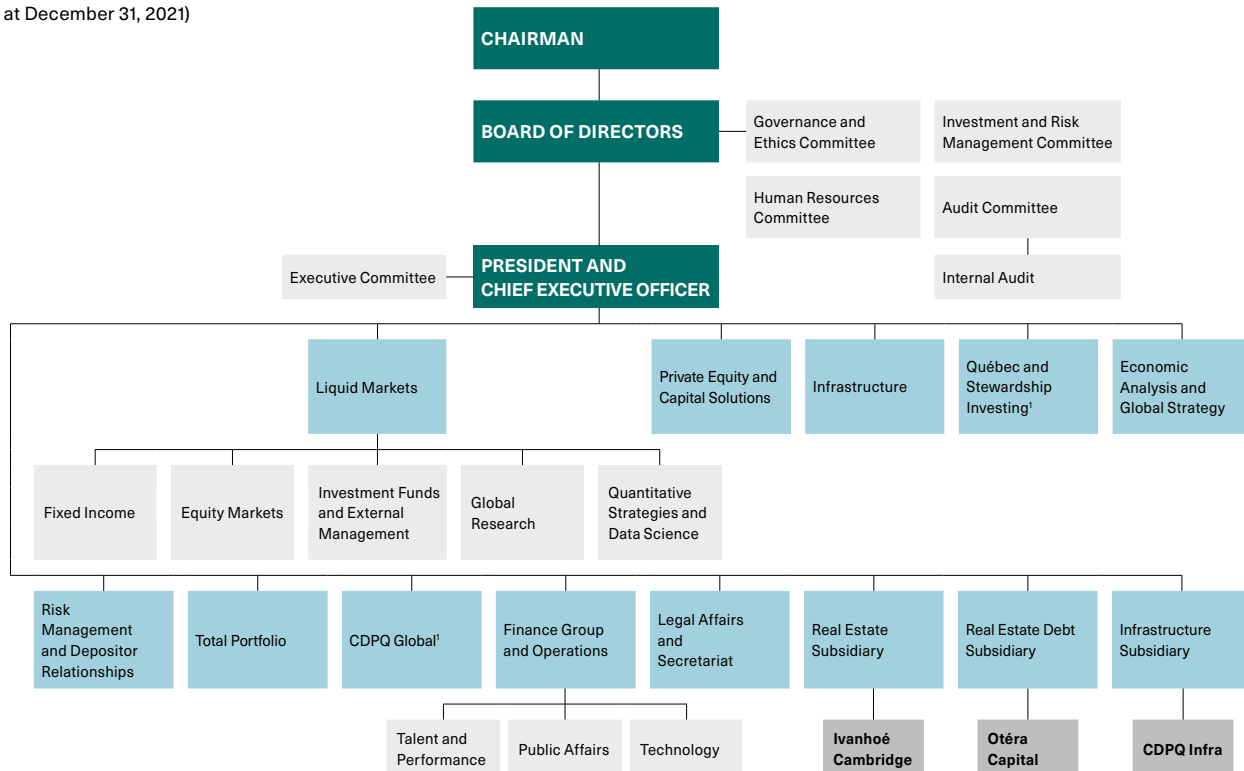 at December 31, 2021)
CHAIRMAN
BOARD OF DIRECTORS
Governance and
Ethics Committee
Investment and Risk
Management Committee
Human Resources
Committee
Audit Committee
Executive Committee
PRESIDENT AND
CHIEF EXECUTIVE OFFICER
Internal Audit
Liquid Markets
Private Equity and
Capital Solutions
Infrastructure
Québec and
Stewardship
Investing¹
Economic
Analysis and
Global Strategy
Fixed Income
Equity Markets
Investment Funds
and External
Management
Global
Research
Quantitative
Strategies and
Data Science
Risk
Management
and Depositor
Relationships
Total Portfolio
CDPQ Global¹
Finance Group
and Operations
Legal Affairs
and
Secretariat
Real Estate
Subsidiary
Real Estate Debt
Subsidiary
Infrastructure
Subsidiary
Talent and
Performance
Public Affairs
Technology
Ivanhoé
Cambridge
Otéra
Capital
CDPQ Infra